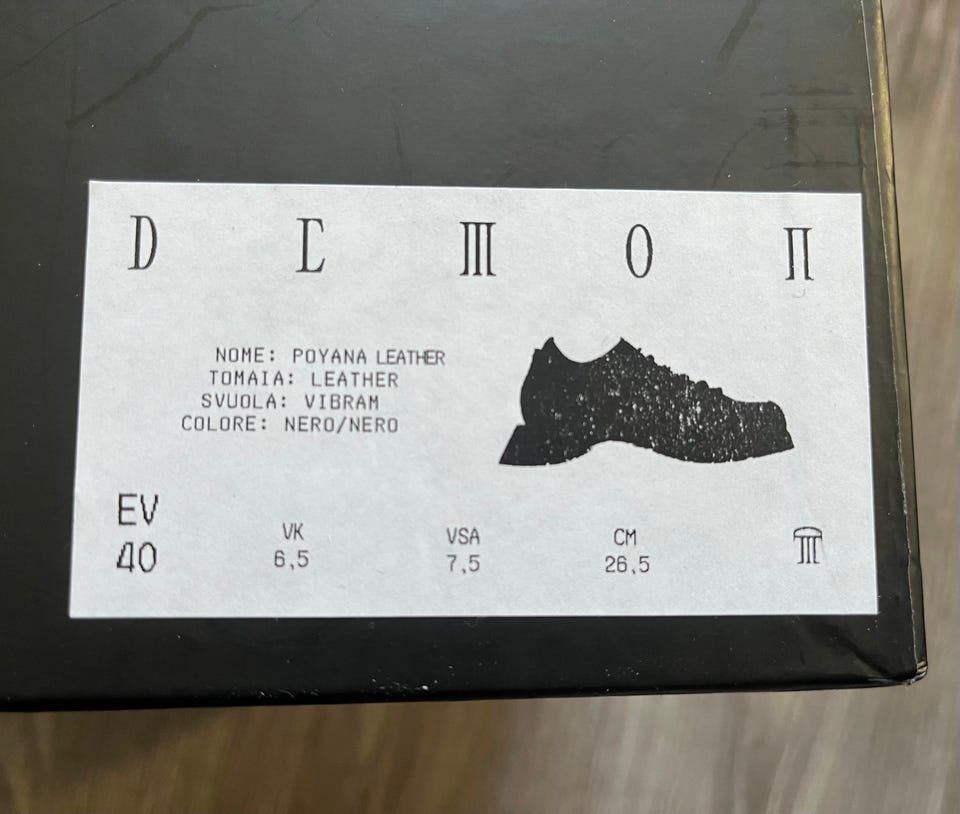 DEMON
NOME: POYANA LEATHER
TOMAIA: LEATHER
SVUOLA: VIBRAM
COLORE: NERO/NERO
EV
40
VK
6,5
VSA
7,5
CM
26,5